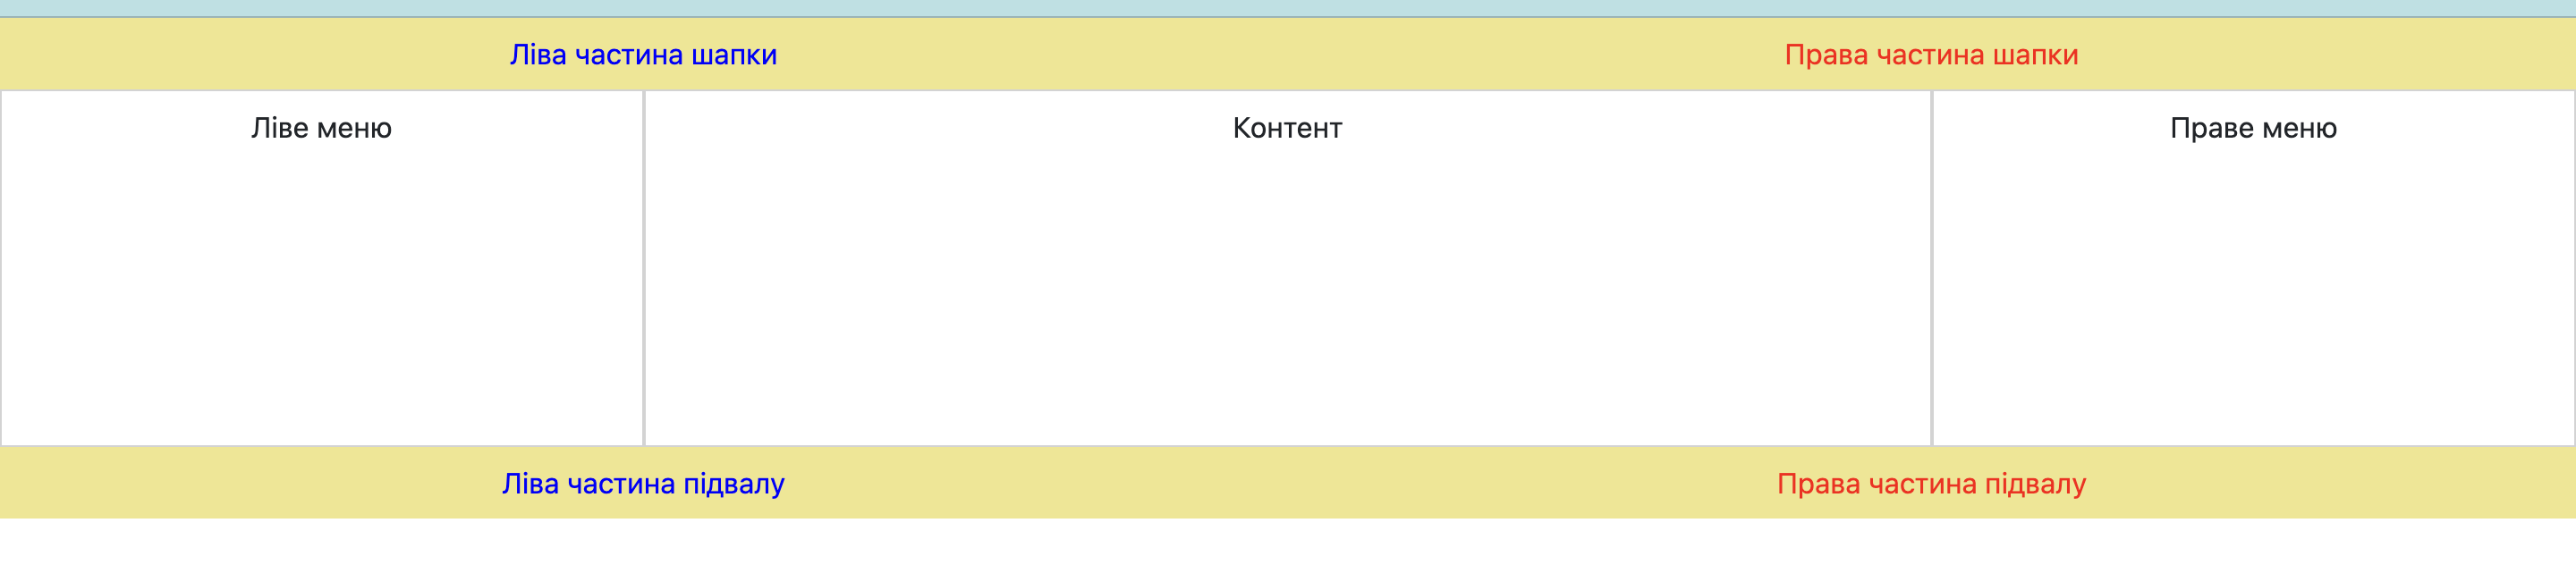 Ліва частина шапки Права частина шапки
Ліве меню Контент Праве меню
Ліва частина підвалу Права частина підвалу